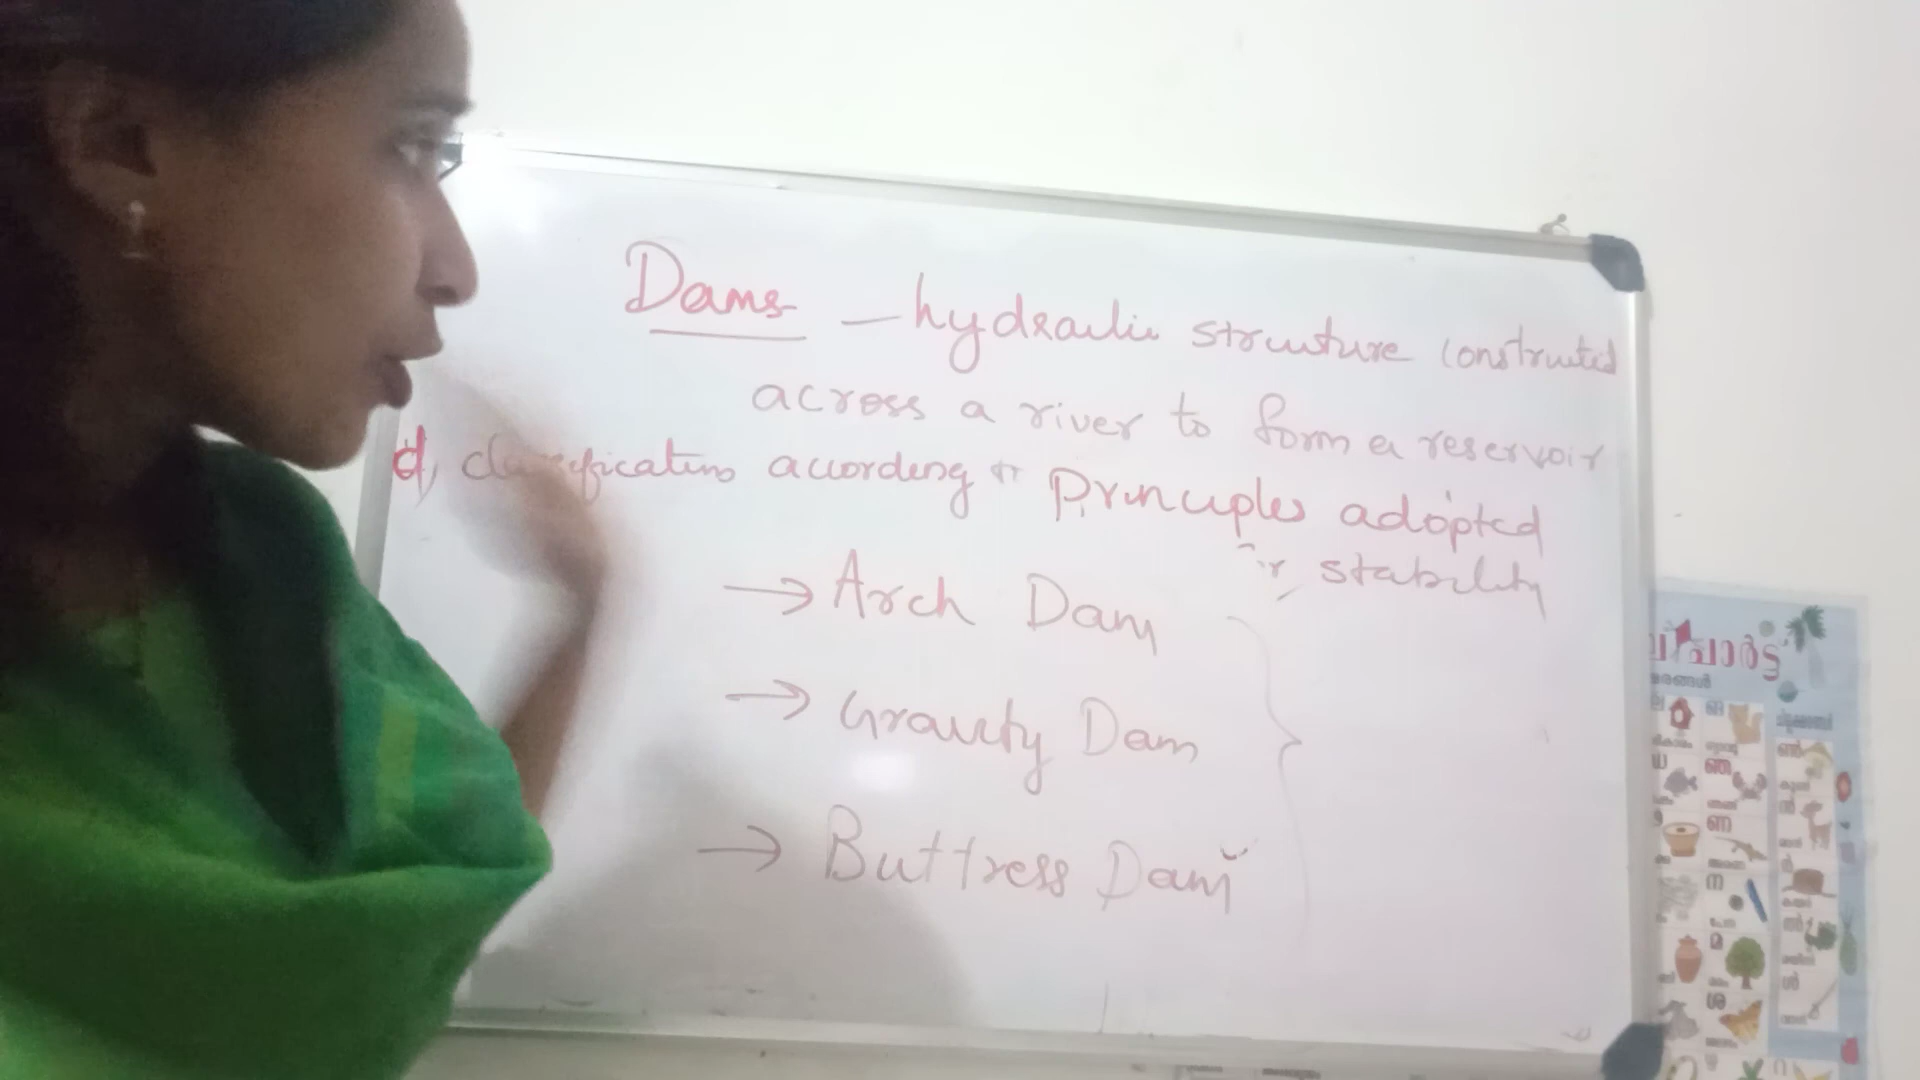 Dams - hydraulic structure constructed
across a river to form a reservoir
d, classification according to principles adopted
for stability
→ Arch Dam
→ Gravity Dam
→ Buttress Dam